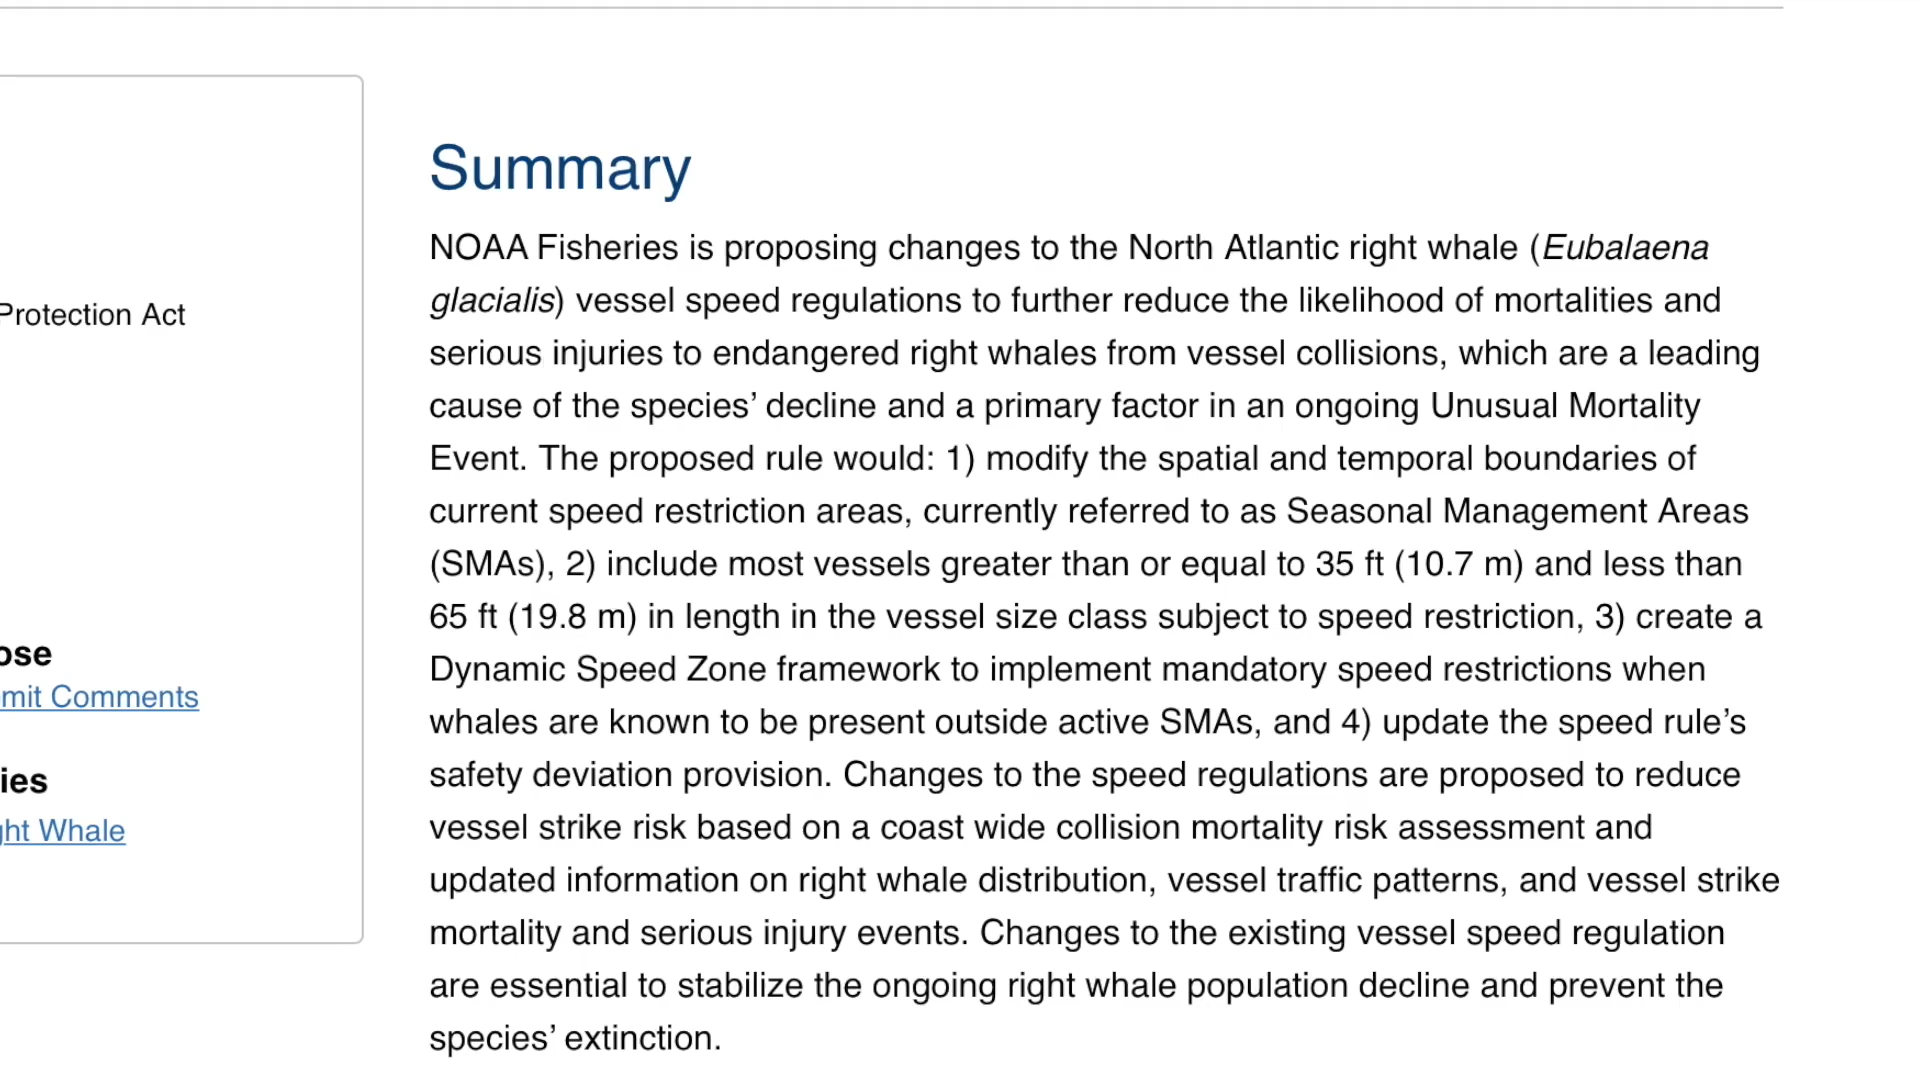 Summary
NOAA Fisheries is proposing changes to the North Atlantic right whale (Eubalaena
glacialis) vessel speed regulations to further reduce the likelihood of mortalities and
serious injuries to endangered right whales from vessel collisions, which are a leading
cause of the species’ decline and a primary factor in an ongoing Unusual Mortality
Event. The proposed rule would: 1) modify the spatial and temporal boundaries of
current speed restriction areas, currently referred to as Seasonal Management Areas
(SMAs), 2) include most vessels greater than or equal to 35 ft (10.7 m) and less than
65 ft (19.8 m) in length in the vessel size class subject to speed restriction, 3) create a
Dynamic Speed Zone framework to implement mandatory speed restrictions when
whales are known to be present outside active SMAs, and 4) update the speed rule’s
safety deviation provision. Changes to the speed regulations are proposed to reduce
vessel strike risk based on a coast wide collision mortality risk assessment and
updated information on right whale distribution, vessel traffic patterns, and vessel strike
mortality and serious injury events. Changes to the existing vessel speed regulation
are essential to stabilize the ongoing right whale population decline and prevent the
species’ extinction.
Protection Act
ose
mit Comments
ies
ght Whale